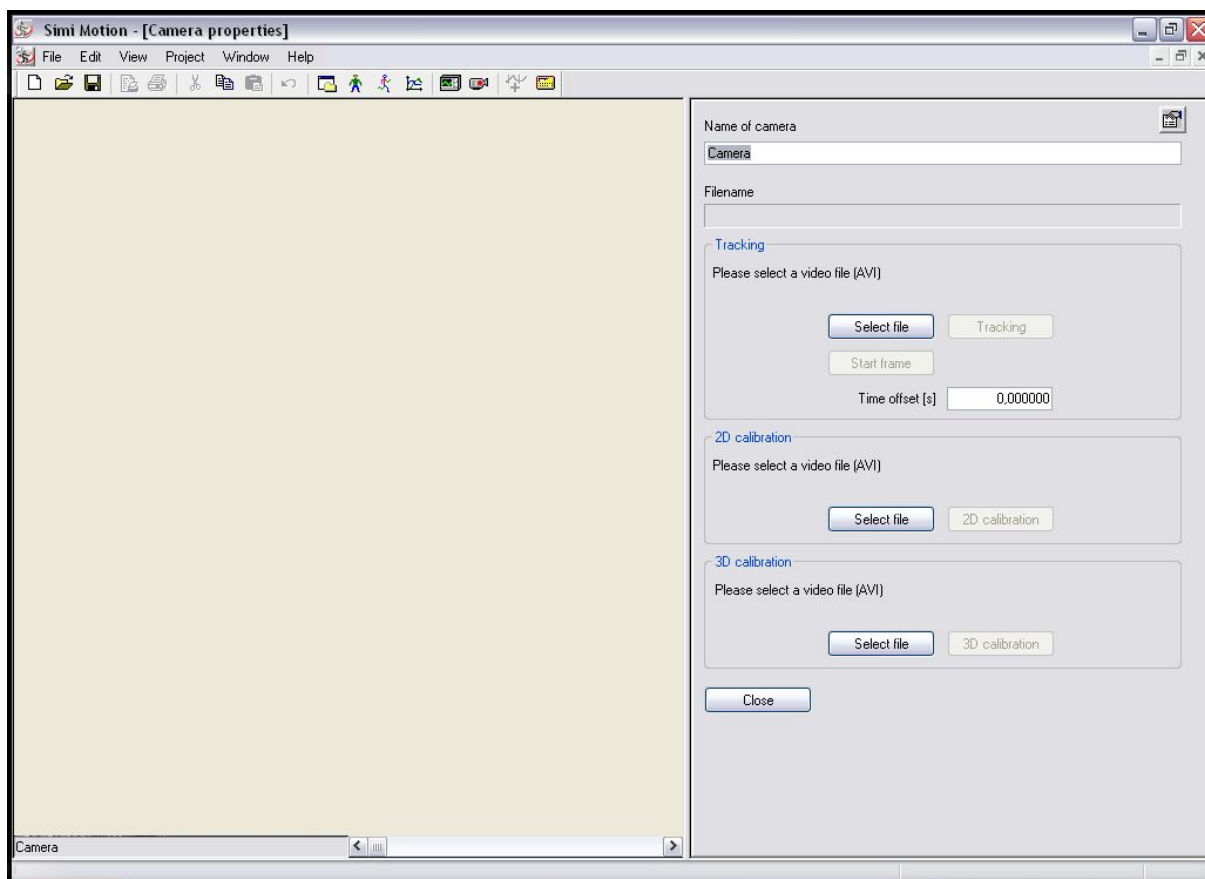 Simi Motion - [Camera properties]
File Edit View Project Window Help
Name of camera
Camera
Filename
Tracking
Please select a video file (AVI)
Select file Tracking
Start frame
Time offset [s] 0,000000
2D calibration
Please select a video file (AVI)
Select file 2D calibration
3D calibration
Please select a video file (AVI)
Select file 3D calibration
Close
Camera